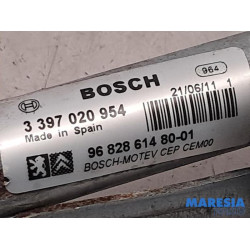 BOSCH
964
3 397 020 954
21/06/11 1
Made in Spain
96 828 614 80-01
BOSCH-MOTEV CEP CEM00
MARESIA